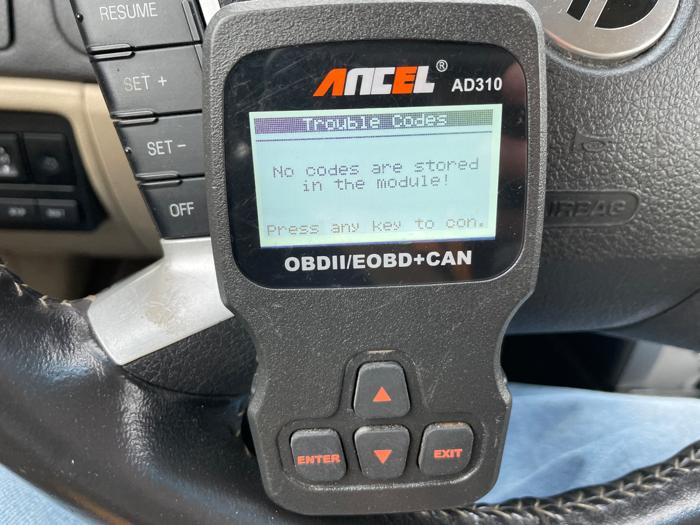 RESUME
SET +
SET -
OFF
ANCEL® AD310
Trouble Codes
No codes are stored
in the module!
Press any key to con.
OBDII/EOBD+CAN
ENTER
EXIT
AIRBAG